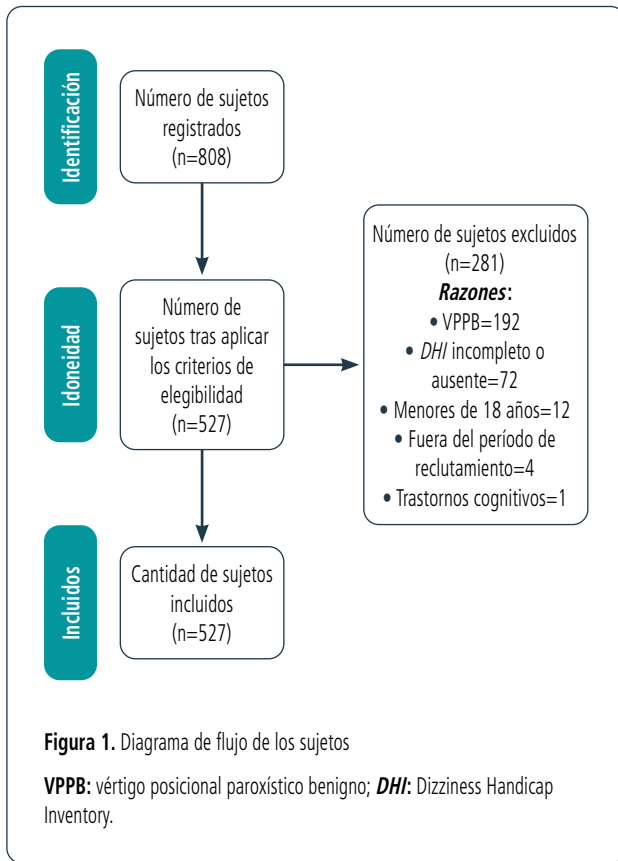 Identificación
Número de sujetos
registrados
(n=808)
Idoneidad
Número de
sujetos tras aplicar
los criterios de
elegibilidad
(n=527)
Número de sujetos excluidos
(n=281)
Razones:
• VPPB=192
• DHI incompleto o
ausente=72
• Menores de 18 años=12
• Fuera del período de
reclutamiento=4
• Trastornos cognitivos=1
Incluidos
Cantidad de sujetos
incluidos
(n=527)
Figura 1. Diagrama de flujo de los sujetos
VPPB: vértigo posicional paroxístico benigno; DHI: Dizziness Handicap
Inventory.